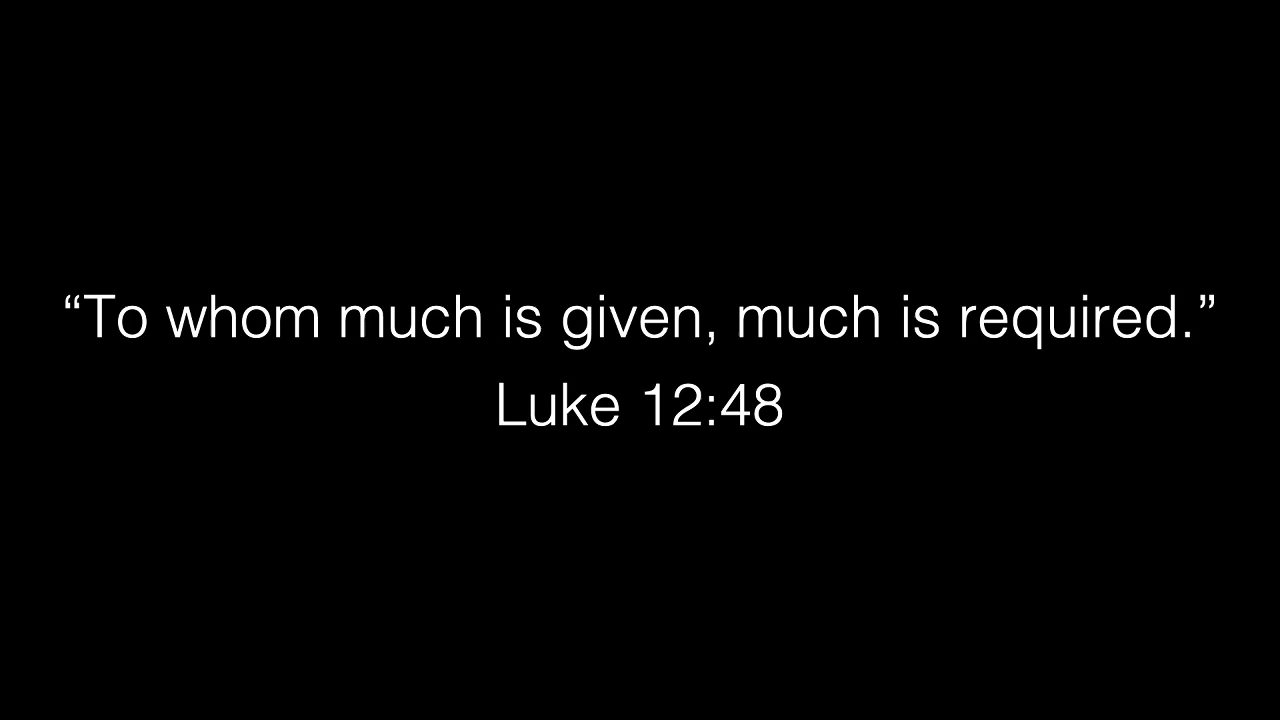 “To whom much is given, much is required.”
Luke 12:48